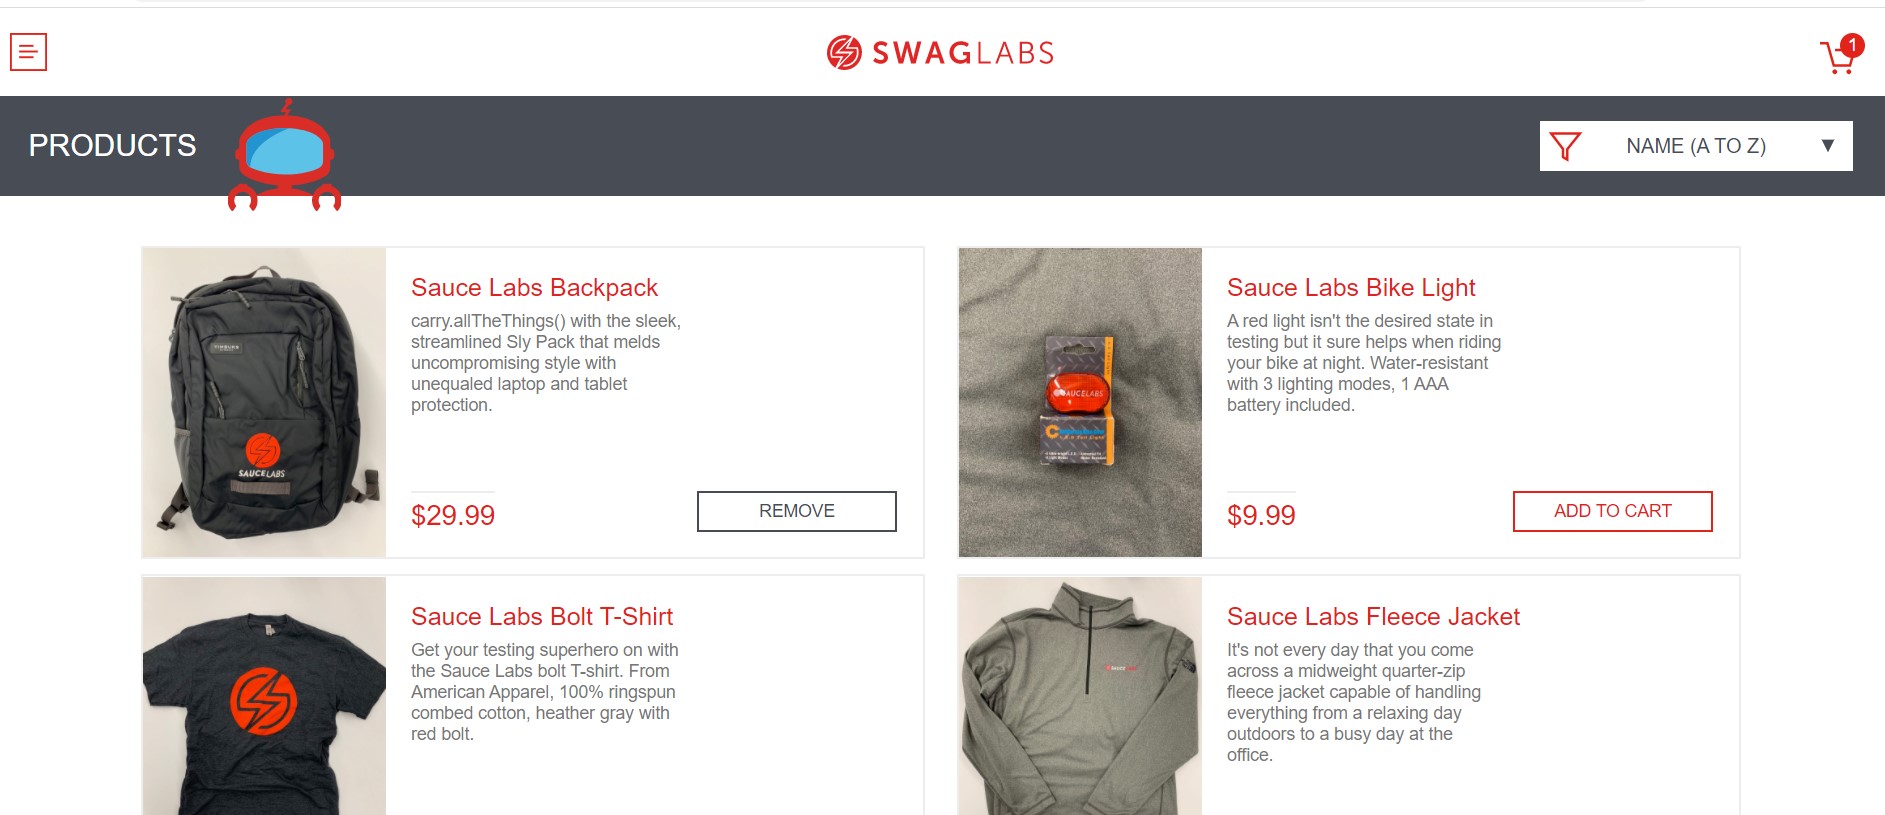 SWAGLABS
1
PRODUCTS
NAME (A TO Z)
Sauce Labs Backpack
carry.allTheThings() with the sleek,
streamlined Sly Pack that melds
uncompromising style with
unequaled laptop and tablet
protection.
$29.99
REMOVE
SAUCELABS
Sauce Labs Bike Light
A red light isn't the desired state in
testing but it sure helps when riding
your bike at night. Water-resistant
with 3 lighting modes, 1 AAA
battery included.
$9.99
ADD TO CART
SAUCELABS
Sauce Labs Bolt T-Shirt
Get your testing superhero on with
the Sauce Labs bolt T-shirt. From
American Apparel, 100% ringspun
combed cotton, heather gray with
red bolt.
Sauce Labs Fleece Jacket
It's not every day that you come
across a midweight quarter-zip
fleece jacket capable of handling
everything from a relaxing day
outdoors to a busy day at the
office.